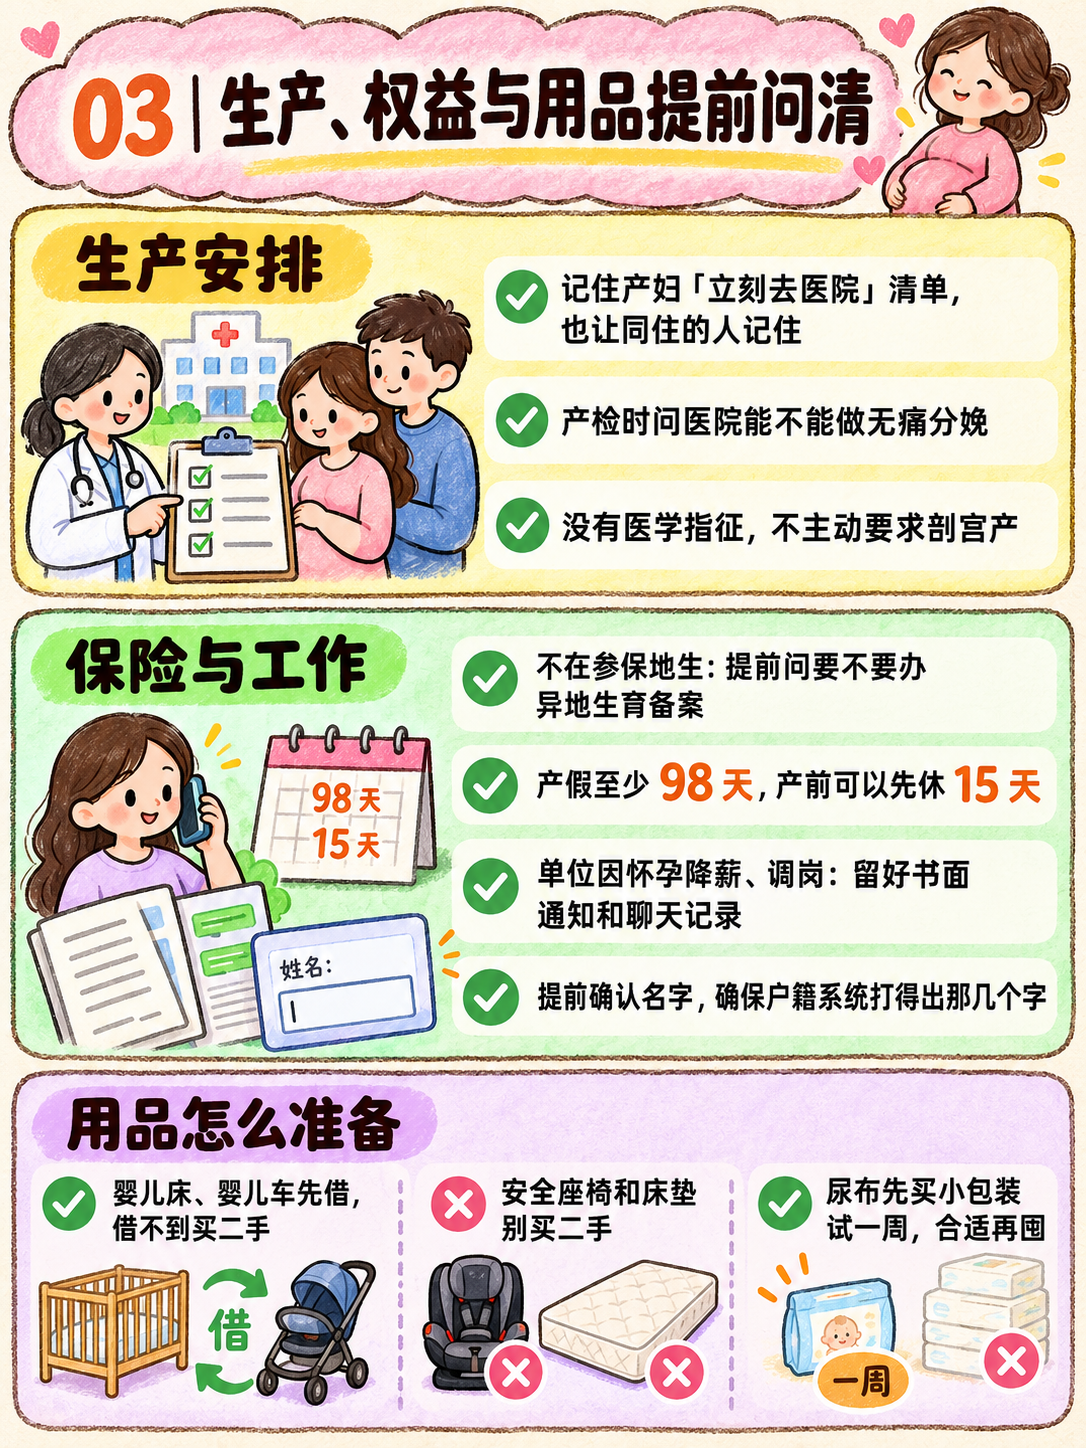 03 | 生产、权益与用品提前问清
生产安排
记住产妇「立刻去医院」清单，
也让同住的人记住
产检时问医院能不能做无痛分娩
没有医学指征，不主动要求剖宫产
保险与工作
98天
15天
姓名：
不在参保地生：提前问要不要办
异地生育备案
产假至少 98 天，产前可以先休 15 天
单位因怀孕降薪、调岗：留好书面
通知和聊天记录
提前确认名字，确保户籍系统打得出那几个字
用品怎么准备
婴儿床、婴儿车先借，
借不到买二手
借
安全座椅和床垫
别买二手
尿布先买小包装
试一周，合适再囤
一周